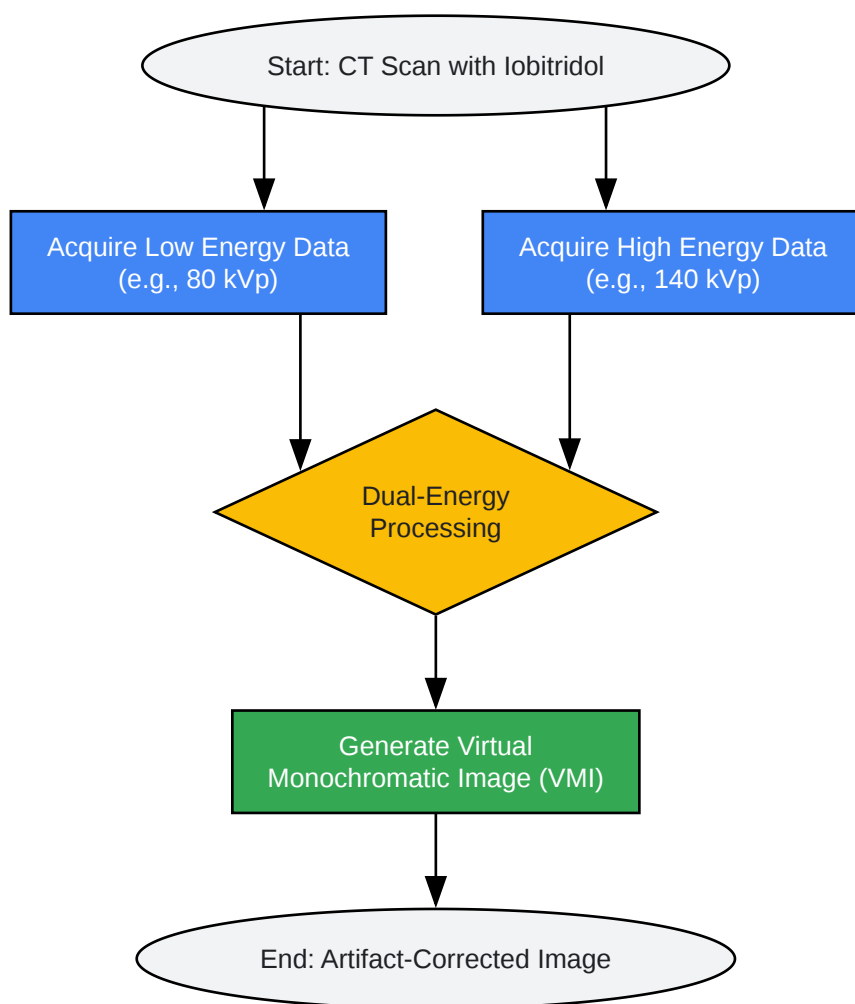 Start: CT Scan with Iobitridol
Acquire Low Energy Data
(e.g., 80 kVp)
Acquire High Energy Data
(e.g., 140 kVp)
Dual-Energy
Processing
Generate Virtual
Monochromatic Image (VMI)
End: Artifact-Corrected Image